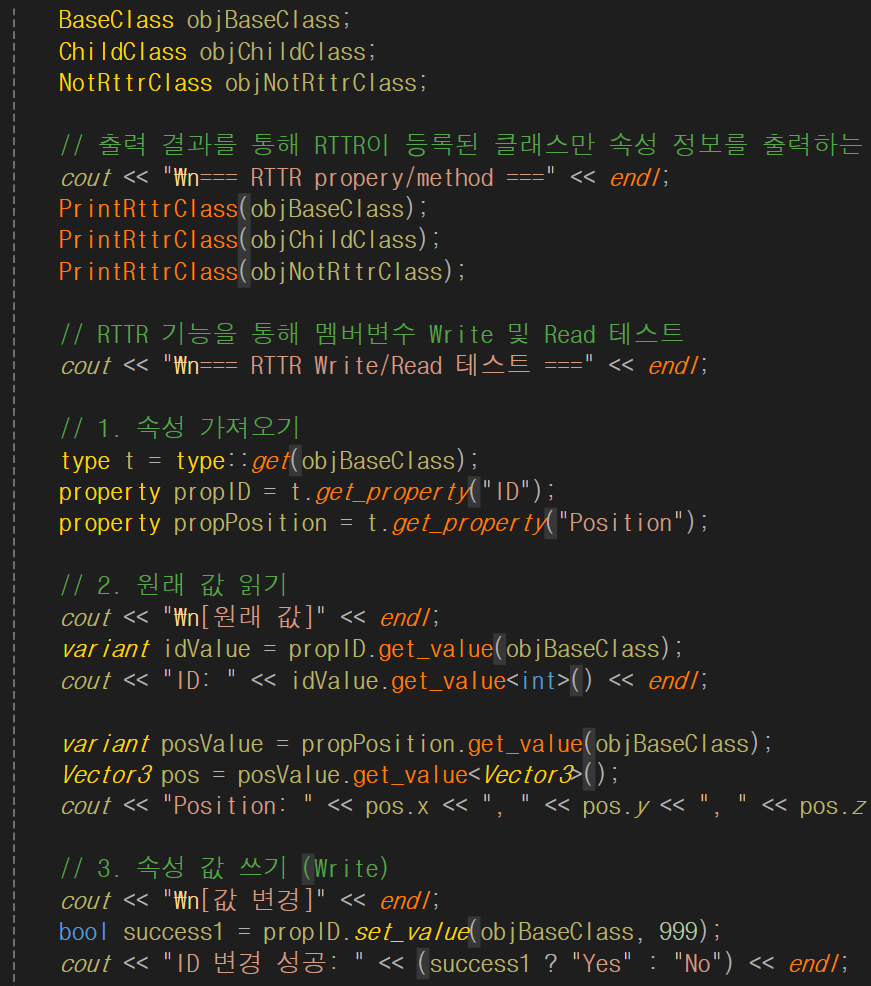 BaseClass objBaseClass;
ChildClass objChildClass;
NotRttrClass objNotRttrClass;
// 출력 결과를 통해 RTTR이 등록된 클래스만 속성 정보를 출력하는
cout << "₩n=== RTTR propery/method ===" << endl;
PrintRttrClass(objBaseClass);
PrintRttrClass(objChildClass);
PrintRttrClass(objNotRttrClass);
// RTTR 기능을 통해 멤버변수 Write 및 Read 테스트
cout << "₩n=== RTTR Write/Read 테스트 ===" << endl;
// 1. 속성 가져오기
type t = type::get(objBaseClass);
property propID = t.get_property("ID");
property propPosition = t.get_property("Position");
// 2. 원래 값 읽기
cout << "₩n[원래 값]" << endl;
variant idValue = propID.get_value(objBaseClass);
cout << "ID: " << idValue.get_value<int>() << endl;
variant posValue = propPosition.get_value(objBaseClass);
Vector3 pos = posValue.get_value<Vector3>();
cout << "Position: " << pos.x << ", " << pos.y << ", " << pos.z
// 3. 속성 값 쓰기 (Write)
cout << "₩n[값 변경]" << endl;
bool success1 = propID.set_value(objBaseClass, 999);
cout << "ID 변경 성공: " << (success1 ? "Yes" : "No") << endl;